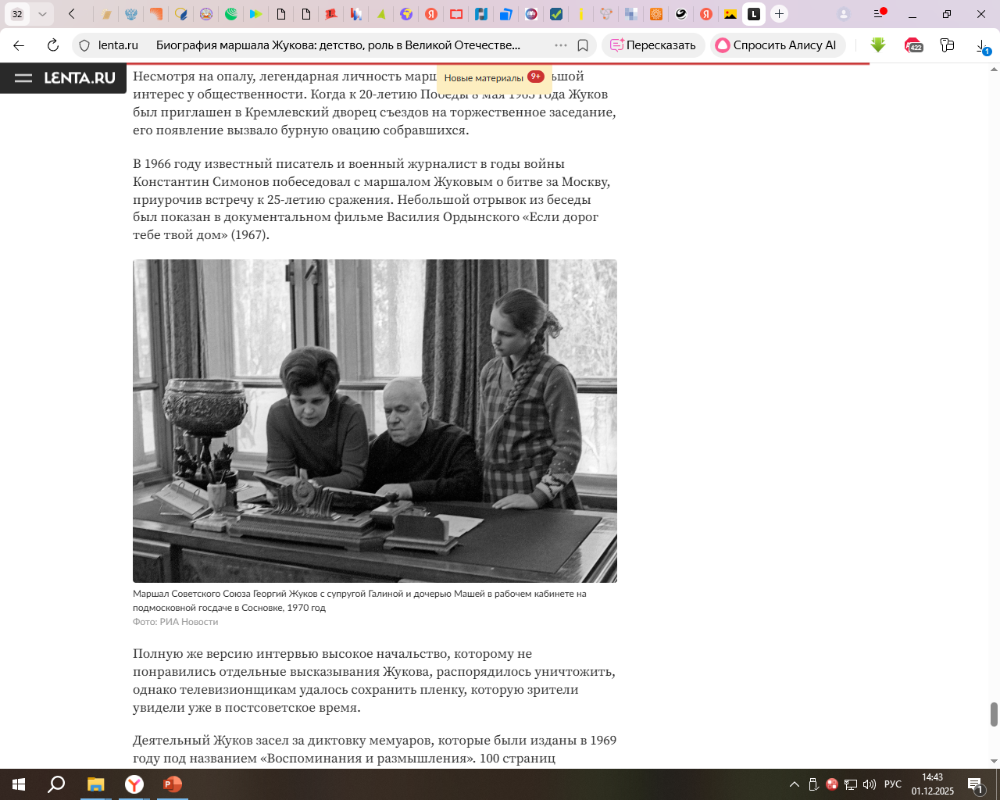 32
lenta.ru
Биография маршала Жукова: детство, роль в Великой Отечестве...
Пересказать
Спросить Алису AI
422
1
LENTA.RU
Новые материалы 9+
Несмотря на опалу, легендарная личность
интерес у общественности. Когда к 20-летию Победы 8 мая 1965 года Жуков
был приглашен в Кремлевский дворец съездов на торжественное заседание,
его появление вызвало бурную овацию собравшихся.
В 1966 году известный писатель и военный журналист в годы войны
Константин Симонов побеседовал с маршалом Жуковым о битве за Москву,
приурочив встречу к 25-летию сражения. Небольшой отрывок из беседы
был показан в документальном фильме Василия Ордынского «Если дорог
тебе твой дом» (1967).
Маршал Советского Союза Георгий Жуков с супругой Галиной и дочерью Машей в рабочем кабинете на
подмосковной госдаче в Сосновке, 1970 год
Фото: РИА Новости
Полную же версию интервью высокое начальство, которому не
понравились отдельные высказывания Жукова, распорядилось уничтожить,
однако телевизионщикам удалось сохранить пленку, которую зрители
увидели уже в постсоветское время.
Деятельный Жуков засел за диктовку мемуаров, которые были изданы в 1969
году под названием «Воспоминания и размышления». 100 страниц
РУС
14:43
01.12.2025
1